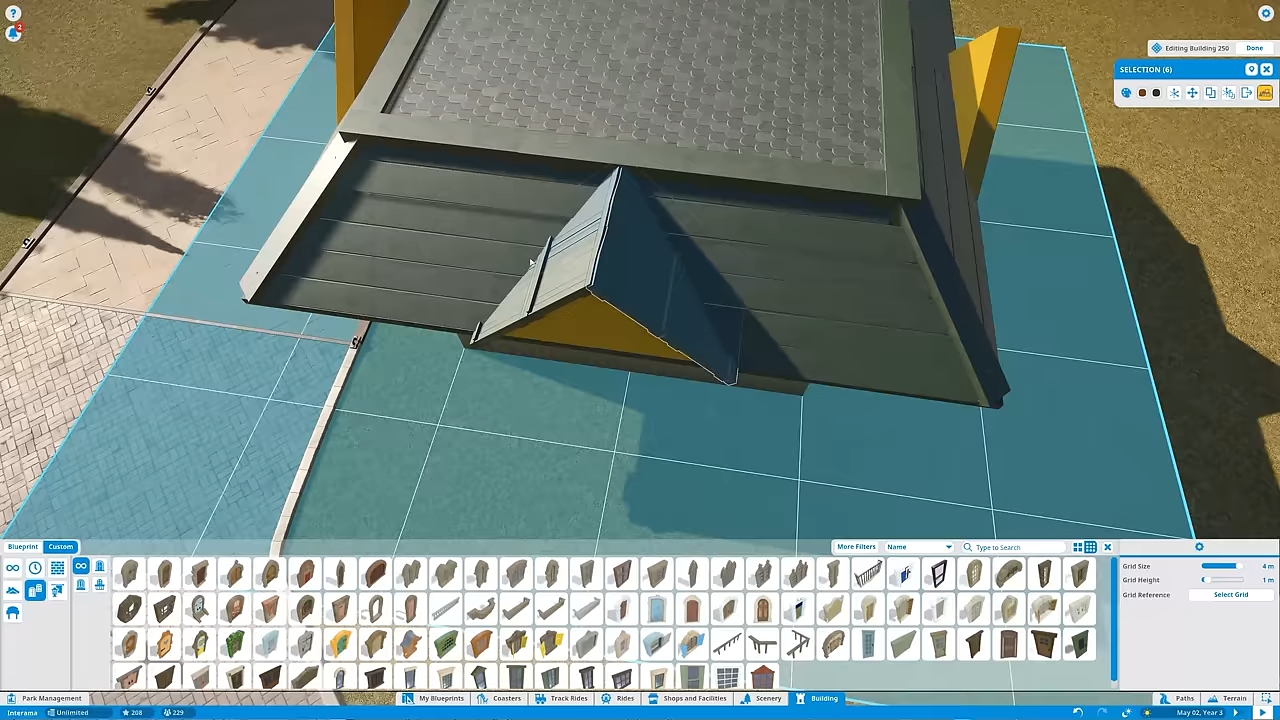 ?
2
Editing Building 250 Done
SELECTION (6)
Blueprint Custom
More Filters Name Type to Search
Grid Size 4 m
Grid Height 1 m
Grid Reference Select Grid
Park Management My Blueprints Coasters Track Rides Rides Shops and Facilities Scenery Building Paths Terrain
Interama Unlimited 208 229 May 02, Year 3